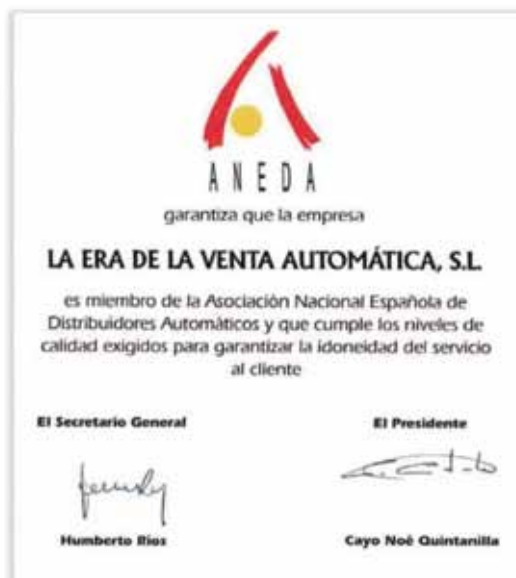 ANEDA
garantiza que la empresa
LA ERA DE LA VENTA AUTOMÁTICA, S.L.
es miembro de la Asociación Nacional Española de
Distribuidores Automáticos y que cumple los niveles de
calidad exigidos para garantizar la idoneidad del servicio
al cliente
El Secretario General El Presidente
Humberto Ríos Cayo Noê Quintanilla